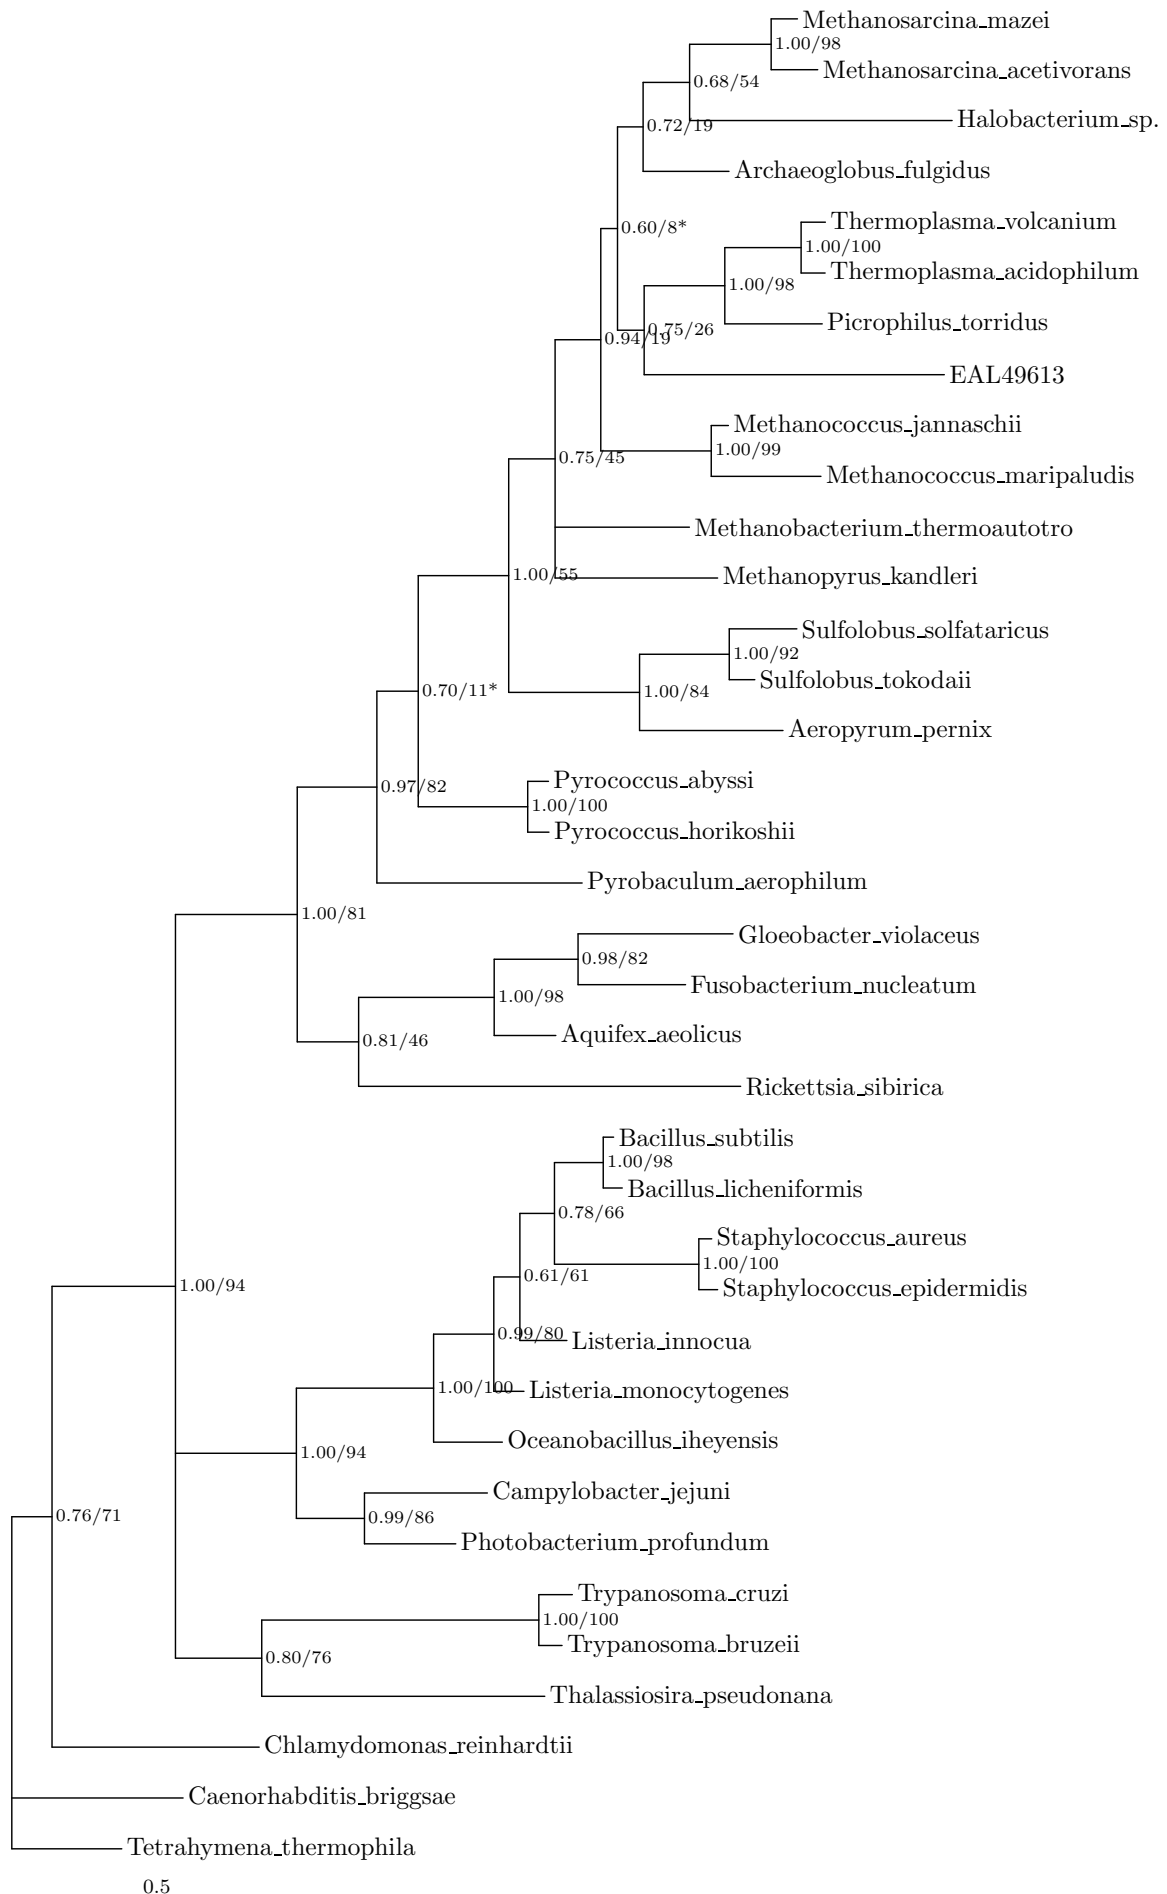 Methanosarcina_mazei
1.00/98
Methanosarcina_acetivorans
0.68/54
Halobacterium_sp.
0.72/19
Archaeoglobus_fulgidus
Thermoplasma_volcanium
0.60/8*
1.00/100
Thermoplasma_acidophilum
1.00/98
Picrophilus_torridus
0.75/26
0.94/19
EAL49613
Methanococcus_jannaschii
1.00/99
0.75/45
Methanococcus_maripaludis
Methanobacterium_thermoautotro
1.00/55
Methanopyrus_kandleri
Sulfolobus_solfataricus
1.00/92
Sulfolobus_tokodaii
1.00/84
0.70/11*
Aeropyrum_pernix
Pyrococcus_abyssi
0.97/82
1.00/100
Pyrococcus_horikoshii
Pyrobaculum_aerophilum
1.00/81
Gloeobacter_violaceus
0.98/82
Fusobacterium_nucleatum
1.00/98
Aquifex_aeolicus
0.81/46
Rickettsia_sibirica
Bacillus_subtilis
1.00/98
Bacillus_licheniformis
0.78/66
Staphylococcus_aureus
1.00/100
0.61/61
1.00/94
Staphylococcus_epidermidis
0.99/80
Listeria_innocua
1.00/100
Listeria_monocytogenes
Oceanobacillus_iheyensis
1.00/94
Campylobacter_jejuni
0.99/86
0.76/71
Photobacterium_profundum
Trypanosoma_cruzi
1.00/100
Trypanosoma_bruzeii
0.80/76
Thalassiosira_pseudonana
Chlamydomonas_reinhardtii
Caenorhabditis_briggsae
Tetrahymena_thermophila
0.5